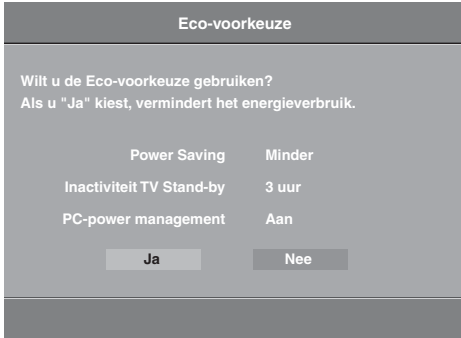 Eco-voorkeuze
Wilt u de Eco-voorkeuze gebruiken?
Als u "Ja" kiest, vermindert het energieverbruik.
Power Saving Minder
Inactiviteit TV Stand-by 3 uur
PC-power management Aan
Ja Nee